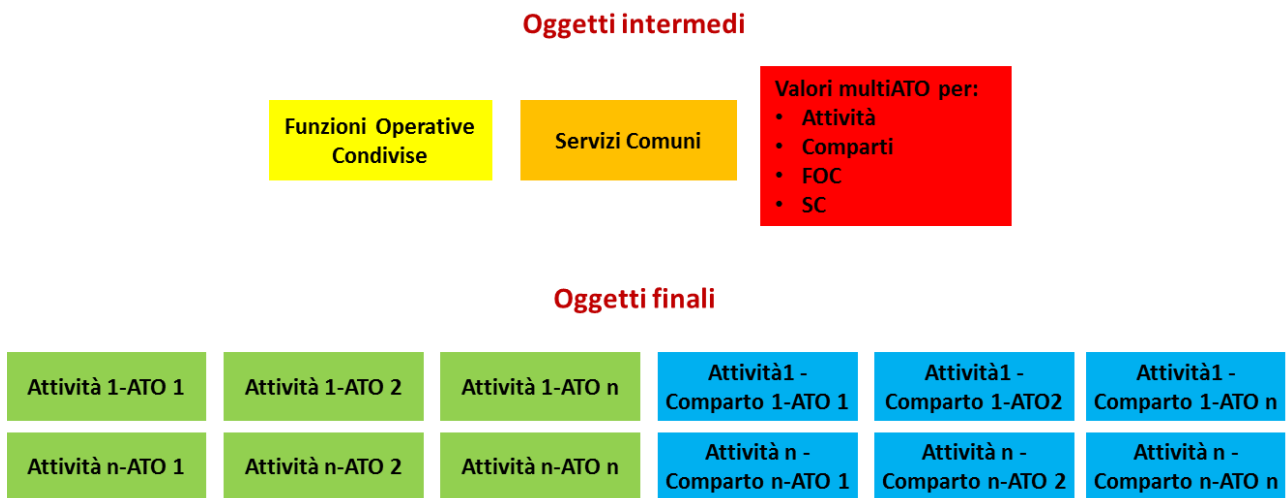 Oggetti intermedi
Funzioni Operative
Condivise
Servizi Comuni
Valori multiATO per:
• Attività
• Comparti
• FOC
• SC
Oggetti finali
Attività 1-ATO 1
Attività 1-ATO 2
Attività 1-ATO n
Attività1 -
Comparto 1-ATO 1
Attività1 -
Comparto 1-ATO2
Attività1 -
Comparto 1-ATO n
Attività n-ATO 1
Attività n-ATO 2
Attività n-ATO n
Attività n -
Comparto n-ATO 1
Attività n -
Comparto n-ATO 2
Attività n -
Comparto n-ATO n